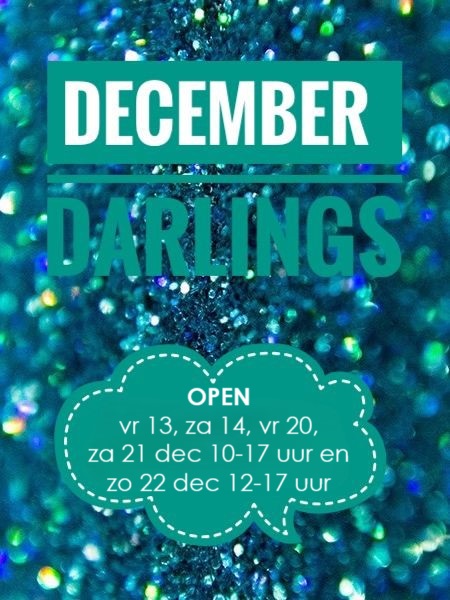 DECEMBER
DARLINGS
OPEN
vr 13, za 14, vr 20,
za 21 dec 10-17 uur en
zo 22 dec 12-17 uur